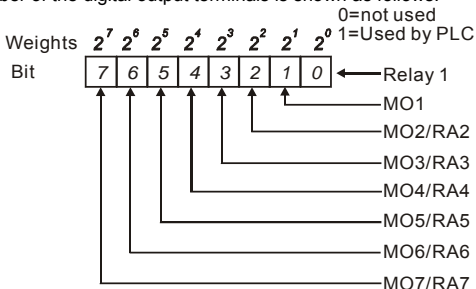 ber of the digital output terminals is shown as follows:
0=not used
Weights 2^7 2^6 2^5 2^4 2^3 2^2 2^1 2^0 1=Used by PLC
Bit 7 6 5 4 3 2 1 0 Relay 1
MO1
MO2/RA2
MO3/RA3
MO4/RA4
MO5/RA5
MO6/RA6
MO7/RA7